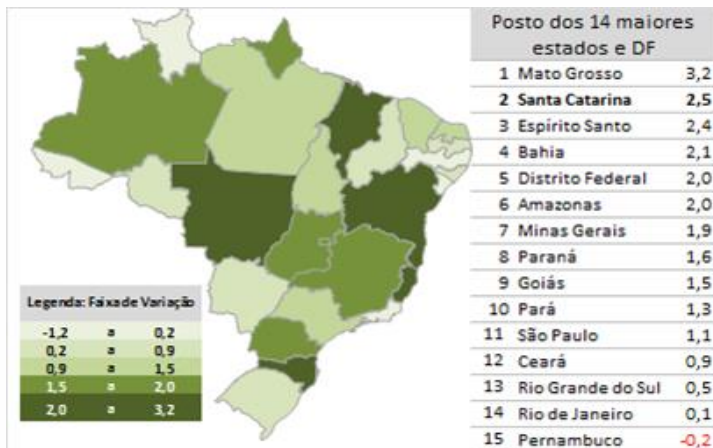 Posto dos 14 maiores
estados e DF
1 Mato Grosso 3,2
2 Santa Catarina 2,5
3 Espírito Santo 2,4
4 Bahia 2,1
5 Distrito Federal 2,0
6 Amazonas 2,0
7 Minas Gerais 1,9
8 Paraná 1,6
9 Goiás 1,5
10 Pará 1,3
11 São Paulo 1,1
12 Ceará 0,9
13 Rio Grande do Sul 0,5
14 Rio de Janeiro 0,1
15 Pernambuco -0,2
Legenda: Faixa de Variação
-1,2 a 0,2
0,2 a 0,9
0,9 a 1,5
1,5 a 2,0
2,0 a 3,2